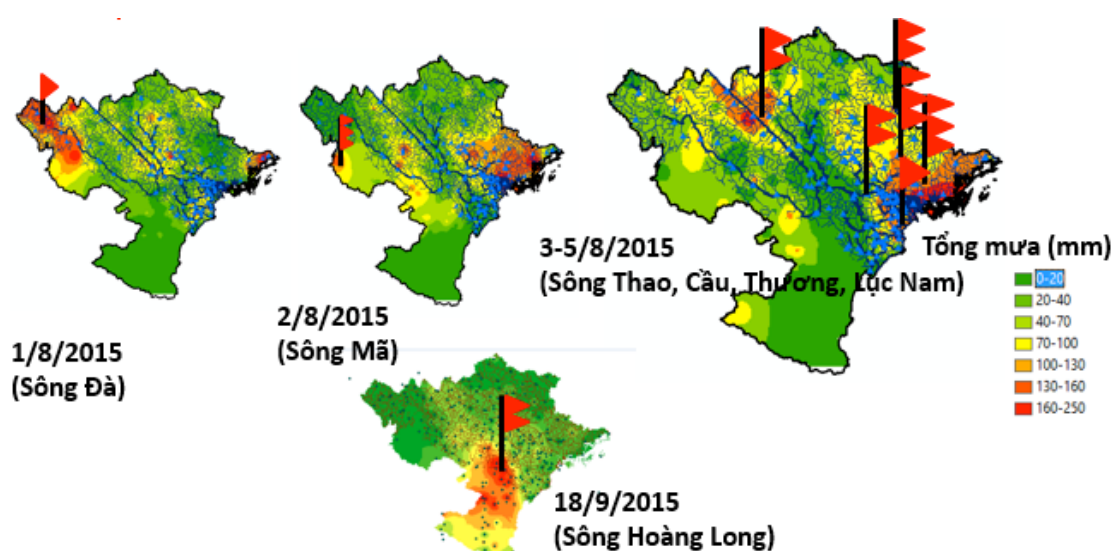 1/8/2015
(Sông Đà)
2/8/2015
(Sông Mã)
3-5/8/2015
(Sông Thao, Cầu, Thương, Lục Nam)
Tổng mưa (mm)
0-20
20-40
40-70
70-100
100-130
130-160
160-250
18/9/2015
(Sông Hoàng Long)